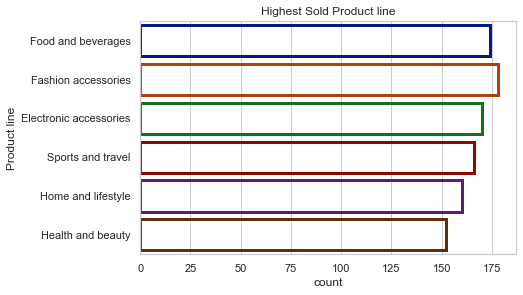 Highest Sold Product line
Food and beverages
Fashion accessories
Electronic accessories
Sports and travel
Home and lifestyle
Health and beauty
Product line
0 25 50 75 100 125 150 175
count